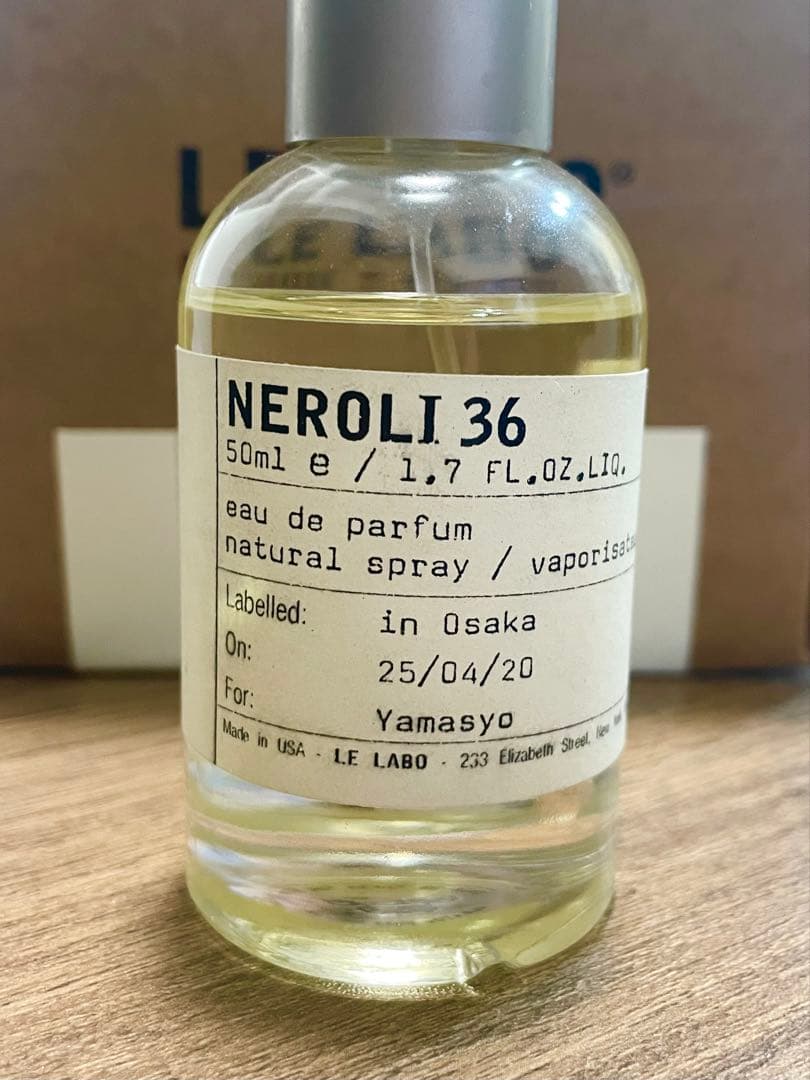 NEROLI 36
50ml e / 1.7 FL.OZ.LIQ.
eau de parfum
natural spray /
Labelled: in Osaka
On: 25/04/20
For: Yamasyo
Made in USA - LE LABO - 233 Elizabeth Street, New